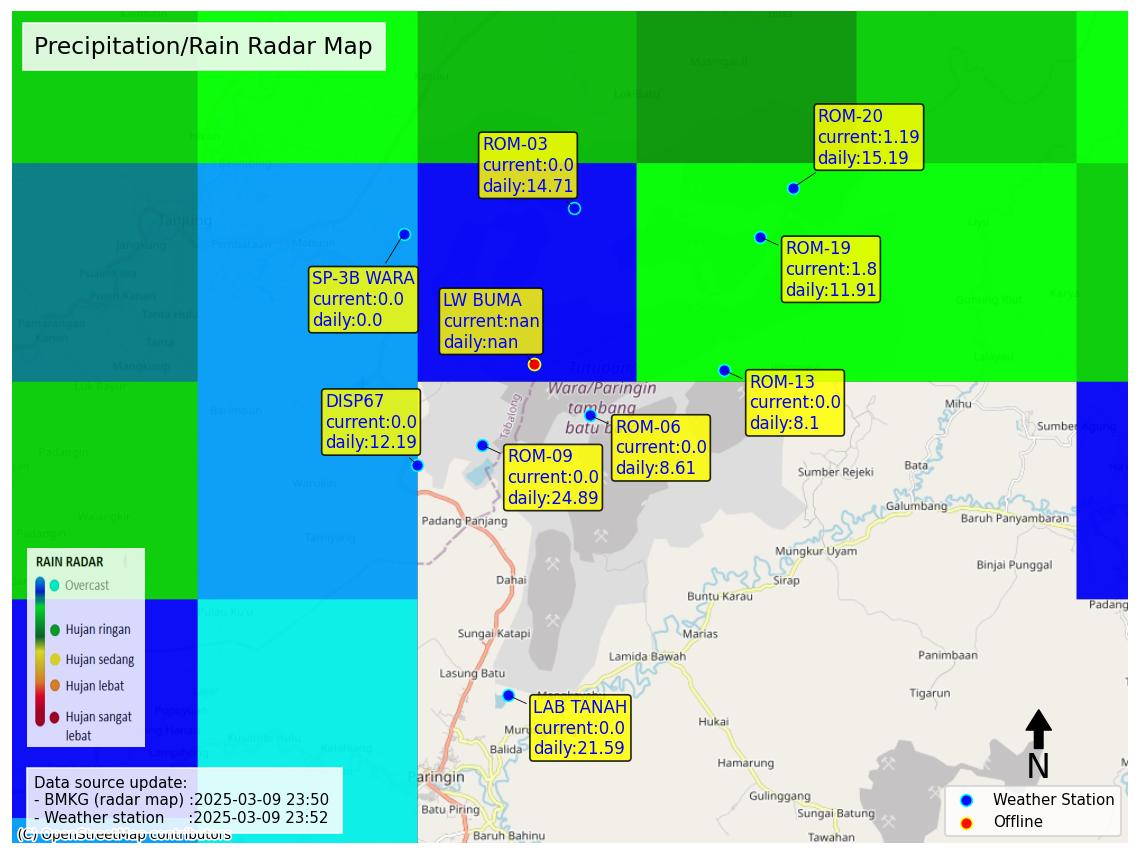 Precipitation/Rain Radar Map
ROM-20
current:1.19
daily:15.19
ROM-03
current:0.0
daily:14.71
ROM-19
current:1.8
daily:11.91
SP-3B WARA
current:0.0
daily:0.0
LW BUMA
current:nan
daily:nan
Tanjung
Wara/Paringin
tambang
ROM-13
current:0.0
daily:8.1
DISP67
current:0.0
daily:12.19
ROM-06
current:0.0
daily:8.61
ROM-09
current:0.0
daily:24.89
Tabalong
Mihu
Bata
Sumber Rejeki
Galumbang
Baruh Panyambaran
Padang Panjang
Mungkur Uyam
Binjai Punggal
Dahai
Sirap
Buntu Karau
Sungai Katapi
Marias
Lamida Bawah
Panimbaan
Lasung Batu
Tigarun
LAB TANAH
current:0.0
daily:21.59
Hukai
Balida
Hamarung
Paringin
Gulinggang
Batu Piring
Sungai Batung
Baruh Bahinu
Tawahan
RAIN RADAR
Overcast
Hujan ringan
Hujan sedang
Hujan lebat
Hujan sangat
lebat
Data source update:
- BMKG (radar map) :2025-03-09 23:50
- Weather station :2025-03-09 23:52
(C) OpenStreetMap contributors
N
Weather Station
Offline